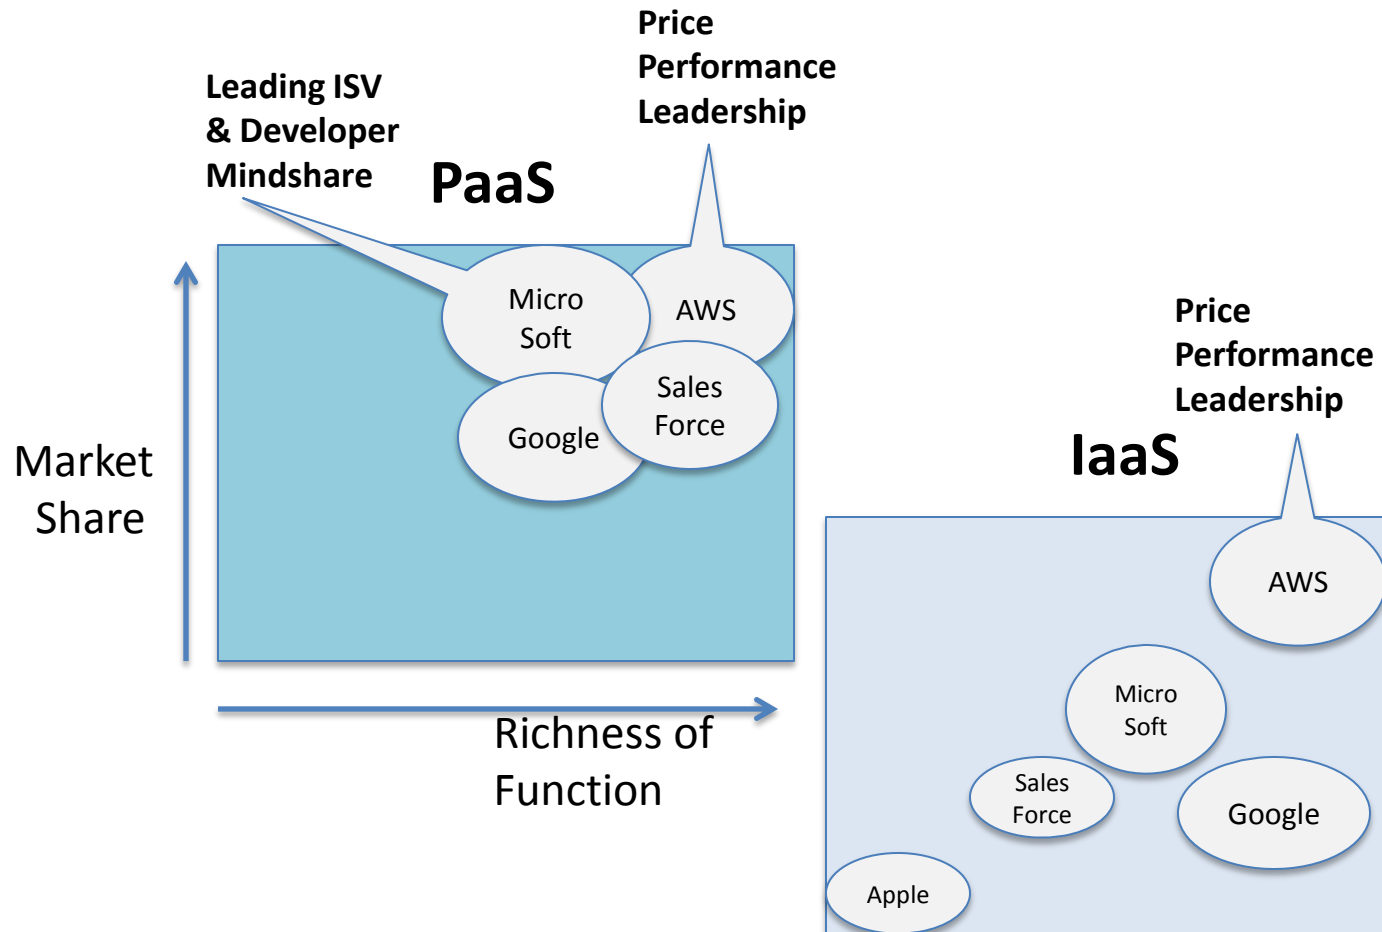 Price
Performance
Leadership
Leading ISV
& Developer
Mindshare
PaaS
Micro
Soft
AWS
Sales
Force
Google
Market
Share
Richness of
Function
Price
Performance
Leadership
IaaS
AWS
Micro
Soft
Sales
Force
Google
Apple